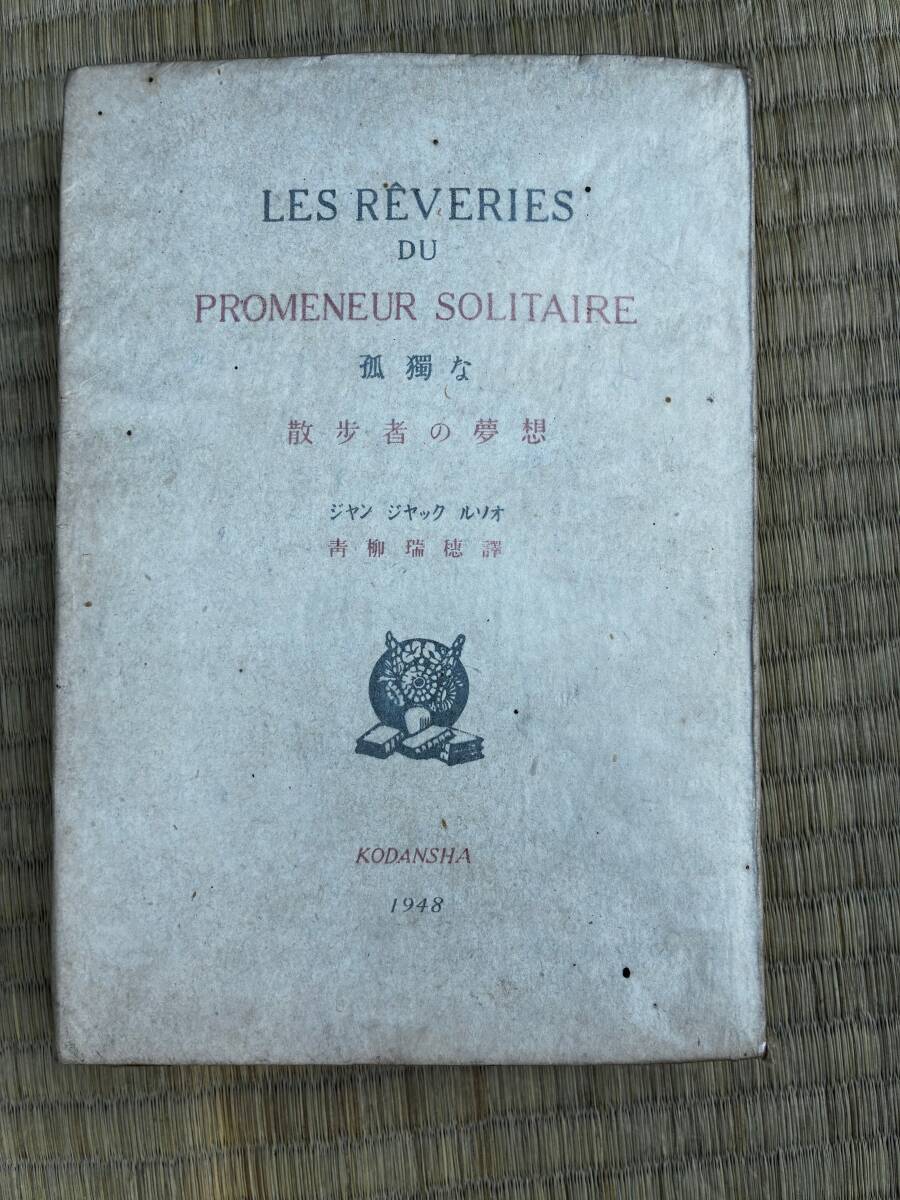 LES RÊVERIES
DU
PROMENEUR SOLITAIRE
孤獨な
散歩者の夢想
ジヤン ジヤック ルソオ
青柳瑞穂譯
KODANSHA
1948